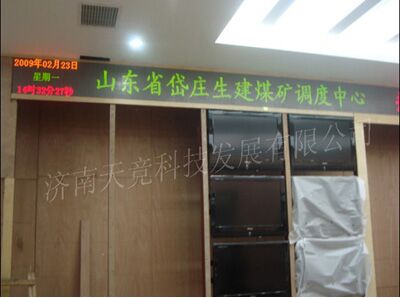 2009年02月23日
星期一
14时32分27秒
山东省岱庄生建煤矿调度中心
济南天竞科技发展有限公司